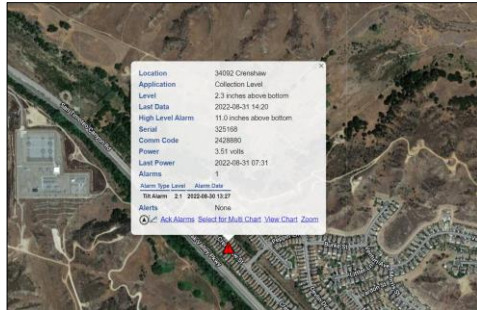 Location 34092 Crenshaw
Application Collection Level
Level 2.3 inches above bottom
Last Data 2022-08-31 14:20
High Level Alarm 11.0 inches above bottom
Serial 325168
Comm Code 2428880
Power 3.51 volts
Last Power 2022-08-31 07:31
Alarms 1
Alarm Type Level Alarm Date
Tilt Alarm 2.1 2022-08-30 13:27
Alerts None
Ack Alarms Select for Multi Chart View Chart Zoom